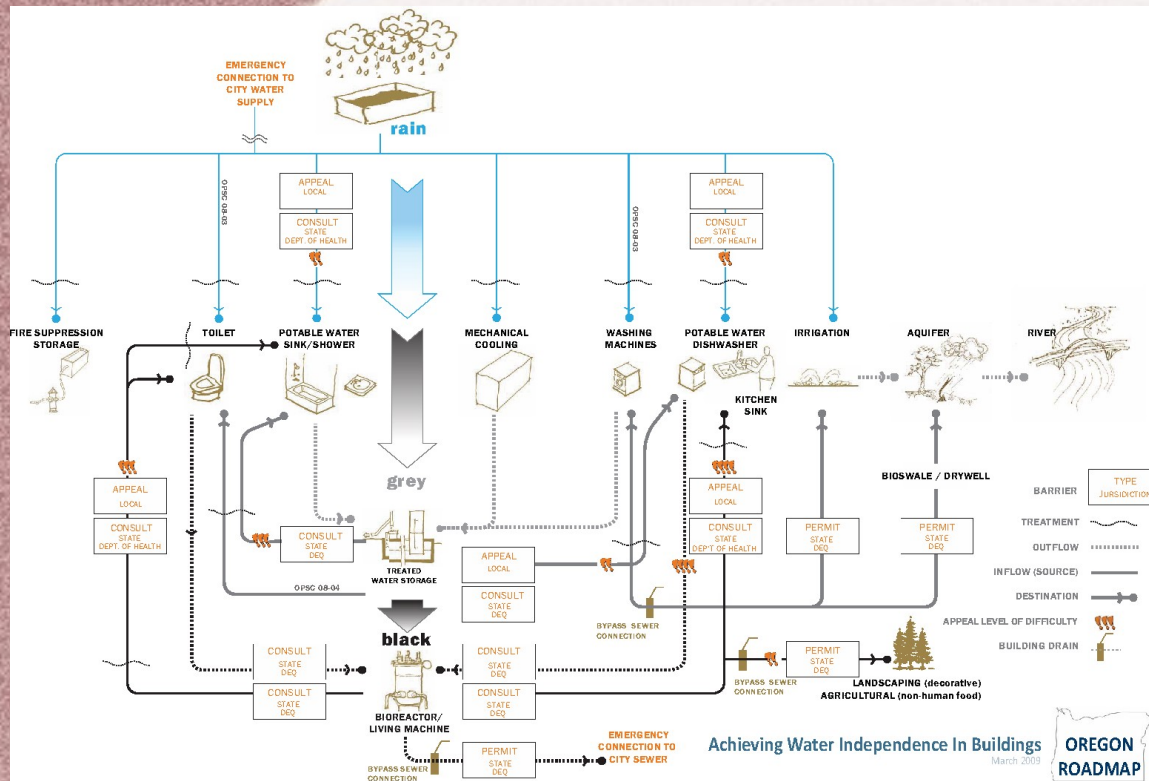 EMERGENCY
CONNECTION TO
CITY WATER
SUPPLY
rain
OPSC 08-03
APPEAL
LOCAL
CONSULT
STATE
DEPT. OF HEALTH
OPSC 08-03
APPEAL
LOCAL
CONSULT
STATE
DEPT. OF HEALTH
FIRE SUPPRESSION
STORAGE
TOILET
POTABLE WATER
SINK/SHOWER
MECHANICAL
COOLING
WASHING
MACHINES
POTABLE WATER
DISHWASHER
KITCHEN
SINK
IRRIGATION
AQUIFER
RIVER
grey
TREATED
WATER STORAGE
APPEAL
LOCAL
CONSULT
STATE
DEPT. OF HEALTH
CONSULT
STATE
DEQ
OPSC 08-04
APPEAL
LOCAL
CONSULT
STATE
DEQ
APPEAL
LOCAL
CONSULT
STATE
DEP'T OF HEALTH
PERMIT
STATE
DEQ
BIOSWALE / DRYWELL
PERMIT
STATE
DEQ
BYPASS SEWER
CONNECTION
black
CONSULT
STATE
DEQ
CONSULT
STATE
DEQ
CONSULT
STATE
DEQ
CONSULT
STATE
DEQ
BIOREACTOR/
LIVING MACHINE
BYPASS SEWER
CONNECTION
PERMIT
STATE
DEQ
LANDSCAPING (decorative)
AGRICULTURAL (non-human food)
BYPASS SEWER
CONNECTION
PERMIT
STATE
DEQ
EMERGENCY
CONNECTION TO
CITY SEWER
BARRIER
TYPE
JURISDICTION
TREATMENT
OUTFLOW
INFLOW (SOURCE)
DESTINATION
APPEAL LEVEL OF DIFFICULTY
BUILDING DRAIN
Achieving Water Independence In Buildings
March 2009
OREGON
ROADMAP